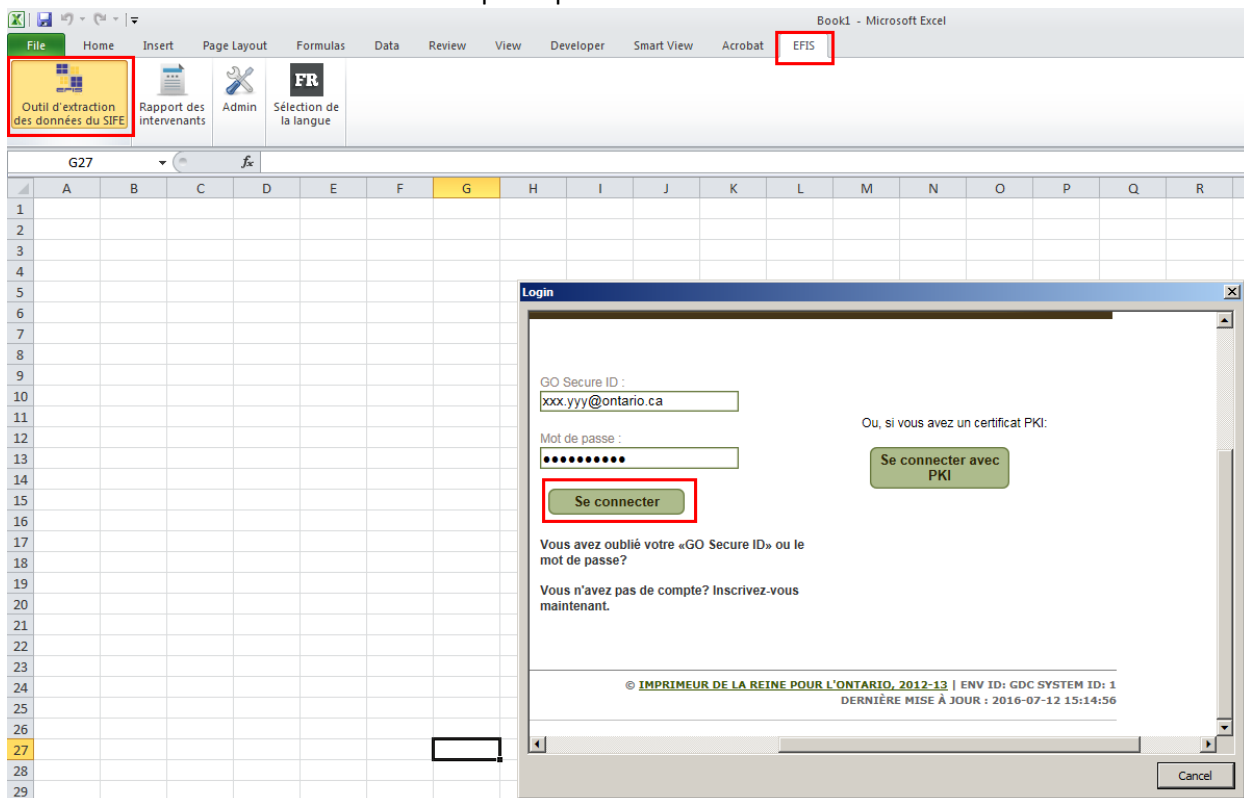 Book1 - Microsoft Excel
File Home Insert Page Layout Formulas Data Review View Developer Smart View Acrobat EFIS
Outil d'extraction des données du SIFE
Rapport des intervenants
Admin
FR
Sélection de la langue
G27 fx
A B C D E F G H I J K L M N O P Q R
1
2
3
4
5
6
7
8
9
10
11
12
13
14
15
16
17
18
19
20
21
22
23
24
25
26
27
28
29
Login
GO Secure ID :
xxx.yyy@ontario.ca
Mot de passe :
Se connecter
Ou, si vous avez un certificat PKI:
Se connecter avec
PKI
Vous avez oublié votre «GO Secure ID» ou le
mot de passe?
Vous n'avez pas de compte? Inscrivez-vous
maintenant.
© IMPRIMEUR DE LA REINE POUR L'ONTARIO, 2012-13 | ENV ID: GDC SYSTEM ID: 1
DERNIÈRE MISE À JOUR : 2016-07-12 15:14:56
Cancel